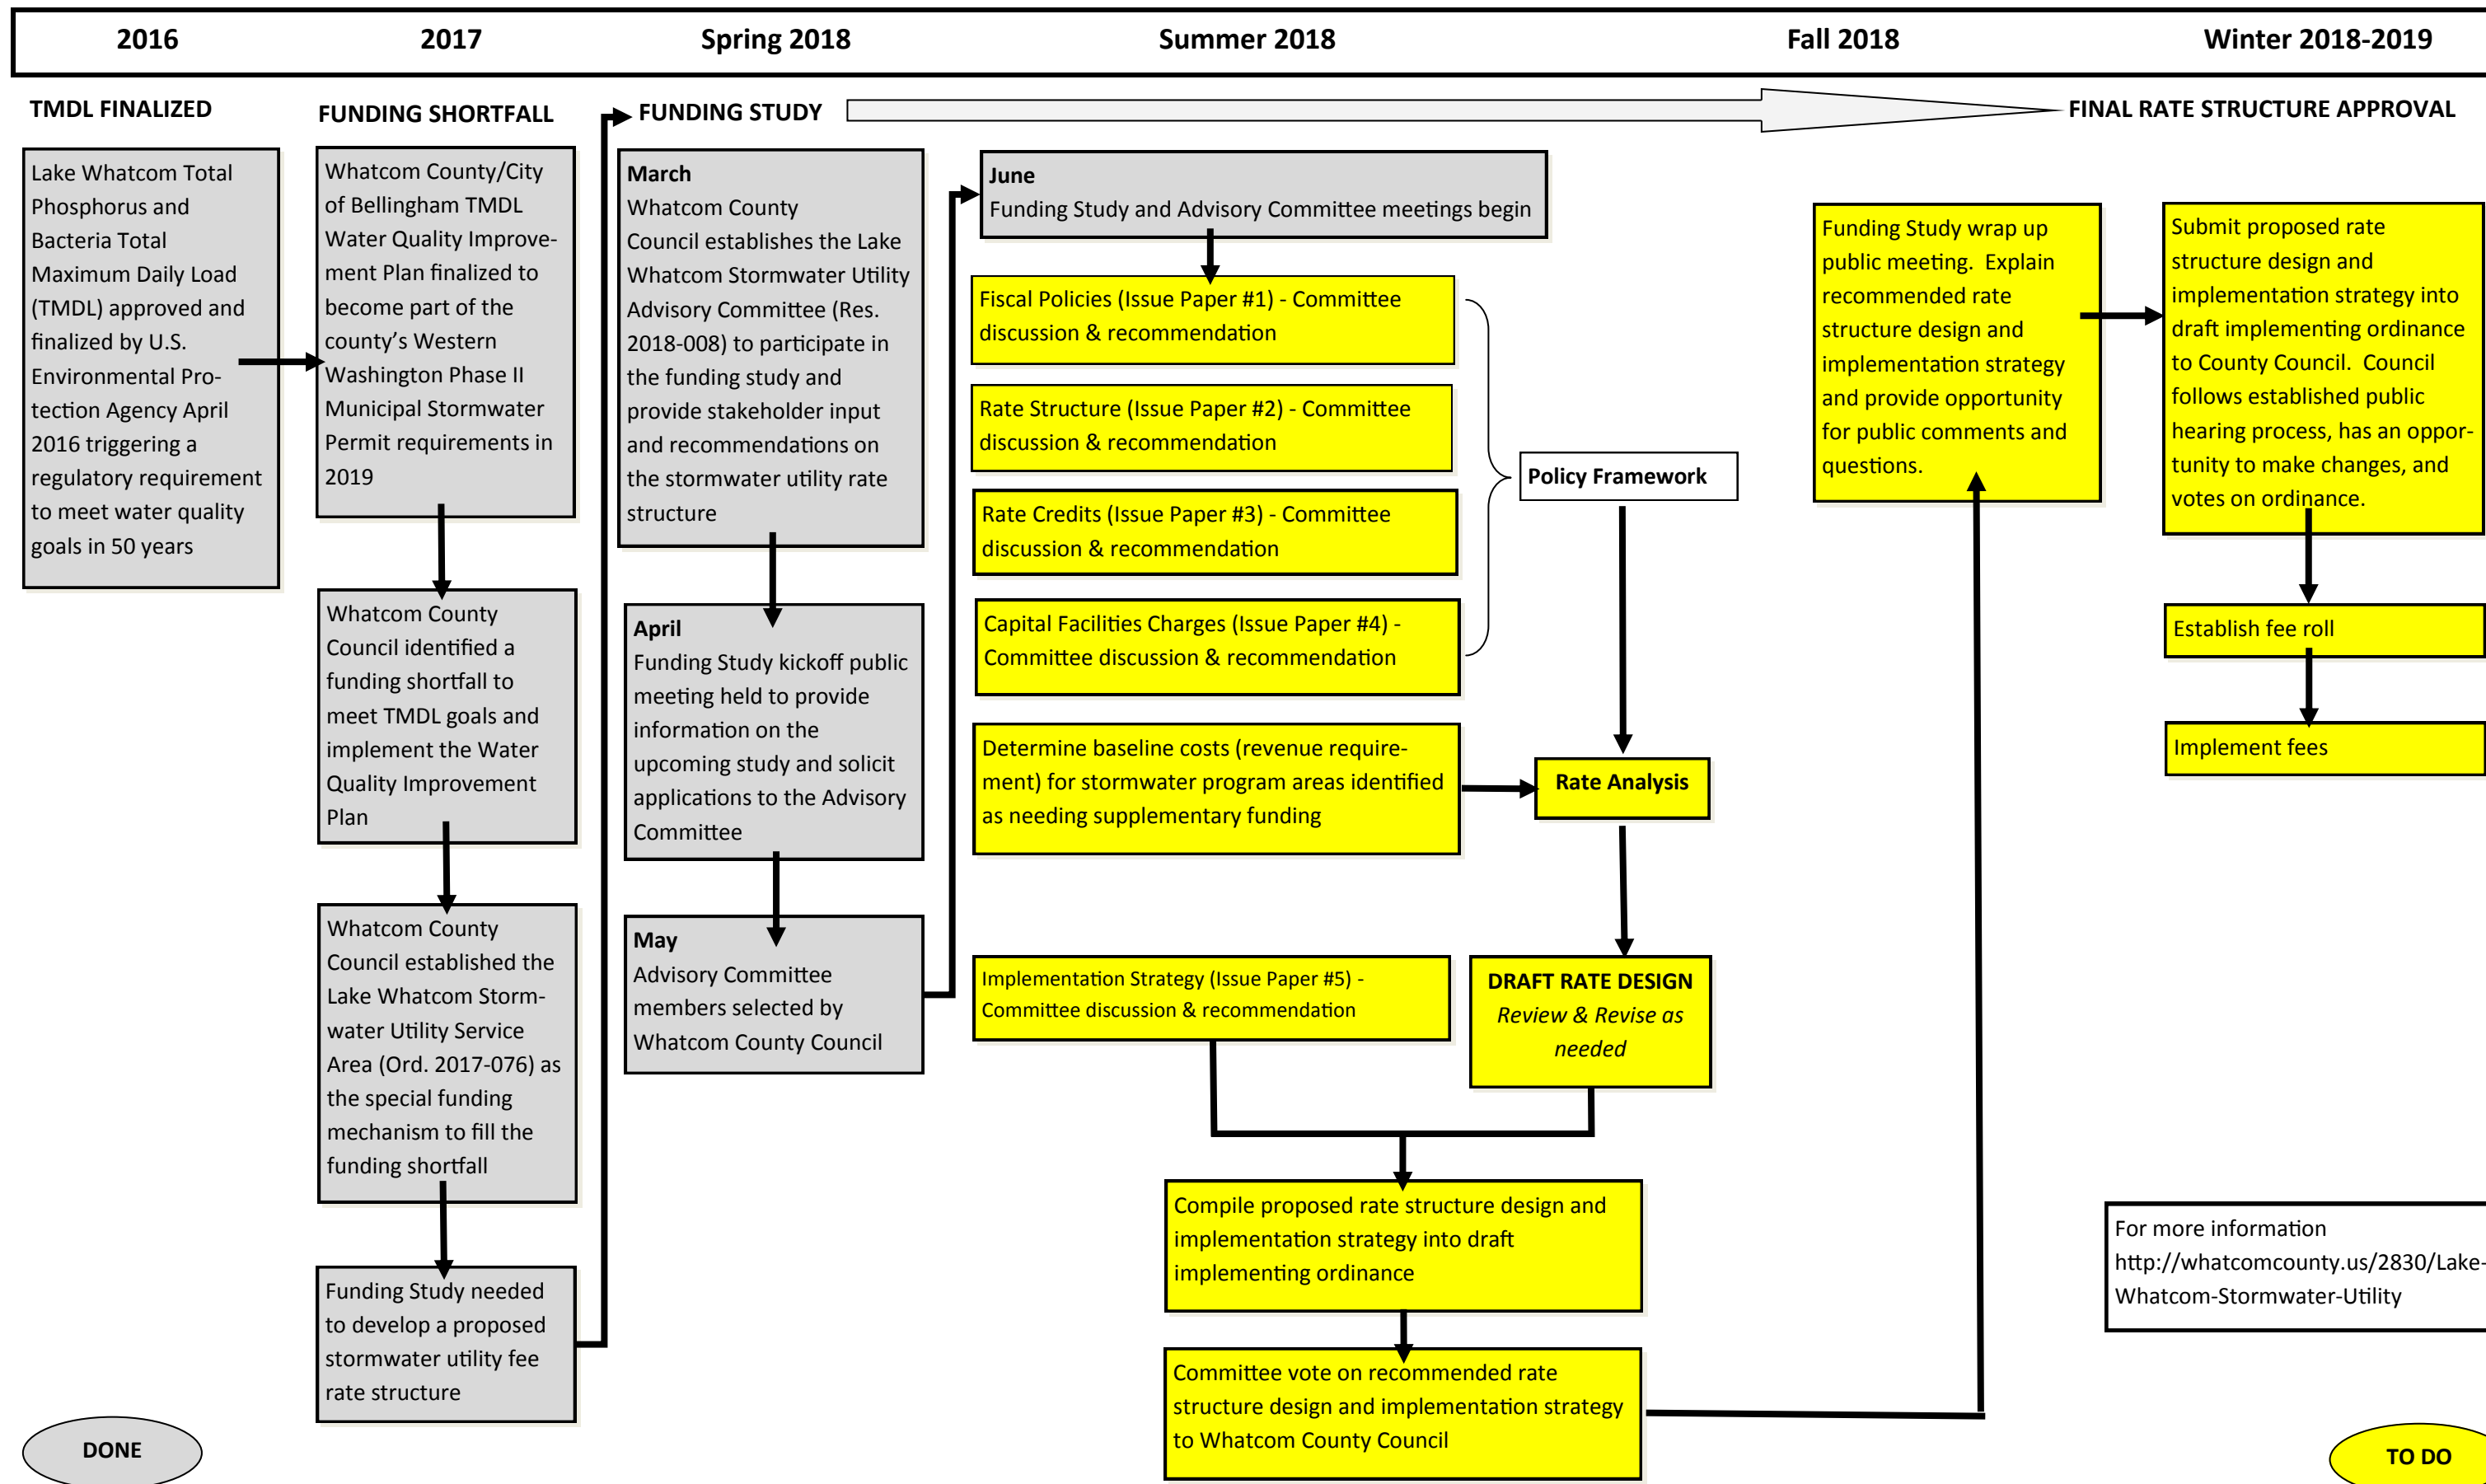 2016
2017
Spring 2018
Summer 2018
Fall 2018
Winter 2018-2019
TMDL FINALIZED
FUNDING SHORTFALL
FUNDING STUDY
FINAL RATE STRUCTURE APPROVAL
Lake Whatcom Total
Phosphorus and
Bacteria Total
Maximum Daily Load
(TMDL) approved and
finalized by U.S.
Environmental Pro-
tection Agency April
2016 triggering a
regulatory requirement
to meet water quality
goals in 50 years
Whatcom County/City
of Bellingham TMDL
Water Quality Improve-
ment Plan finalized to
become part of the
county's Western
Washington Phase II
Municipal Stormwater
Permit requirements in
2019
Whatcom County
Council identified a
funding shortfall to
meet TMDL goals and
implement the Water
Quality Improvement
Plan
Whatcom County
Council established the
Lake Whatcom Storm-
water Utility Service
Area (Ord. 2017-076) as
the special funding
mechanism to fill the
funding shortfall
Funding Study needed
to develop a proposed
stormwater utility fee
rate structure
March
Whatcom County
Council establishes the Lake
Whatcom Stormwater Utility
Advisory Committee (Res.
2018-008) to participate in
the funding study and
provide stakeholder input
and recommendations on
the stormwater utility rate
structure
April
Funding Study kickoff public
meeting held to provide
information on the
upcoming study and solicit
applications to the Advisory
Committee
May
Advisory Committee
members selected by
Whatcom County Council
June
Funding Study and Advisory Committee meetings begin
Fiscal Policies (Issue Paper #1) - Committee
discussion & recommendation
Rate Structure (Issue Paper #2) - Committee
discussion & recommendation
Rate Credits (Issue Paper #3) - Committee
discussion & recommendation
Capital Facilities Charges (Issue Paper #4) -
Committee discussion & recommendation
Policy Framework
Determine baseline costs (revenue require-
ment) for stormwater program areas identified
as needing supplementary funding
Rate Analysis
Implementation Strategy (Issue Paper #5) -
Committee discussion & recommendation
DRAFT RATE DESIGN
Review & Revise as
needed
Compile proposed rate structure design and
implementation strategy into draft
implementing ordinance
Committee vote on recommended rate
structure design and implementation strategy
to Whatcom County Council
Funding Study wrap up
public meeting. Explain
recommended rate
structure design and
implementation strategy
and provide opportunity
for public comments and
questions.
Submit proposed rate
structure design and
implementation strategy into
draft implementing ordinance
to County Council. Council
follows established public
hearing process, has an oppor-
tunity to make changes, and
votes on ordinance.
Establish fee roll
Implement fees
For more information
http://whatcomcounty.us/2830/Lake-
Whatcom-Stormwater-Utility
DONE
TO DO